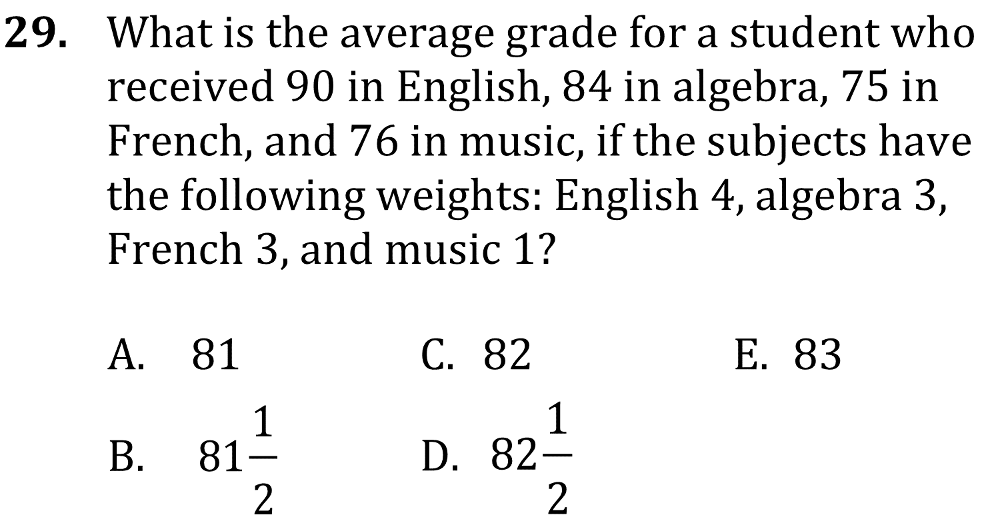 29. What is the average grade for a student who
received 90 in English, 84 in algebra, 75 in
French, and 76 in music, if the subjects have
the following weights: English 4, algebra 3,
French 3, and music 1?
A. 81 C. 82 E. 83
B. 81 1/2 D. 82 1/2